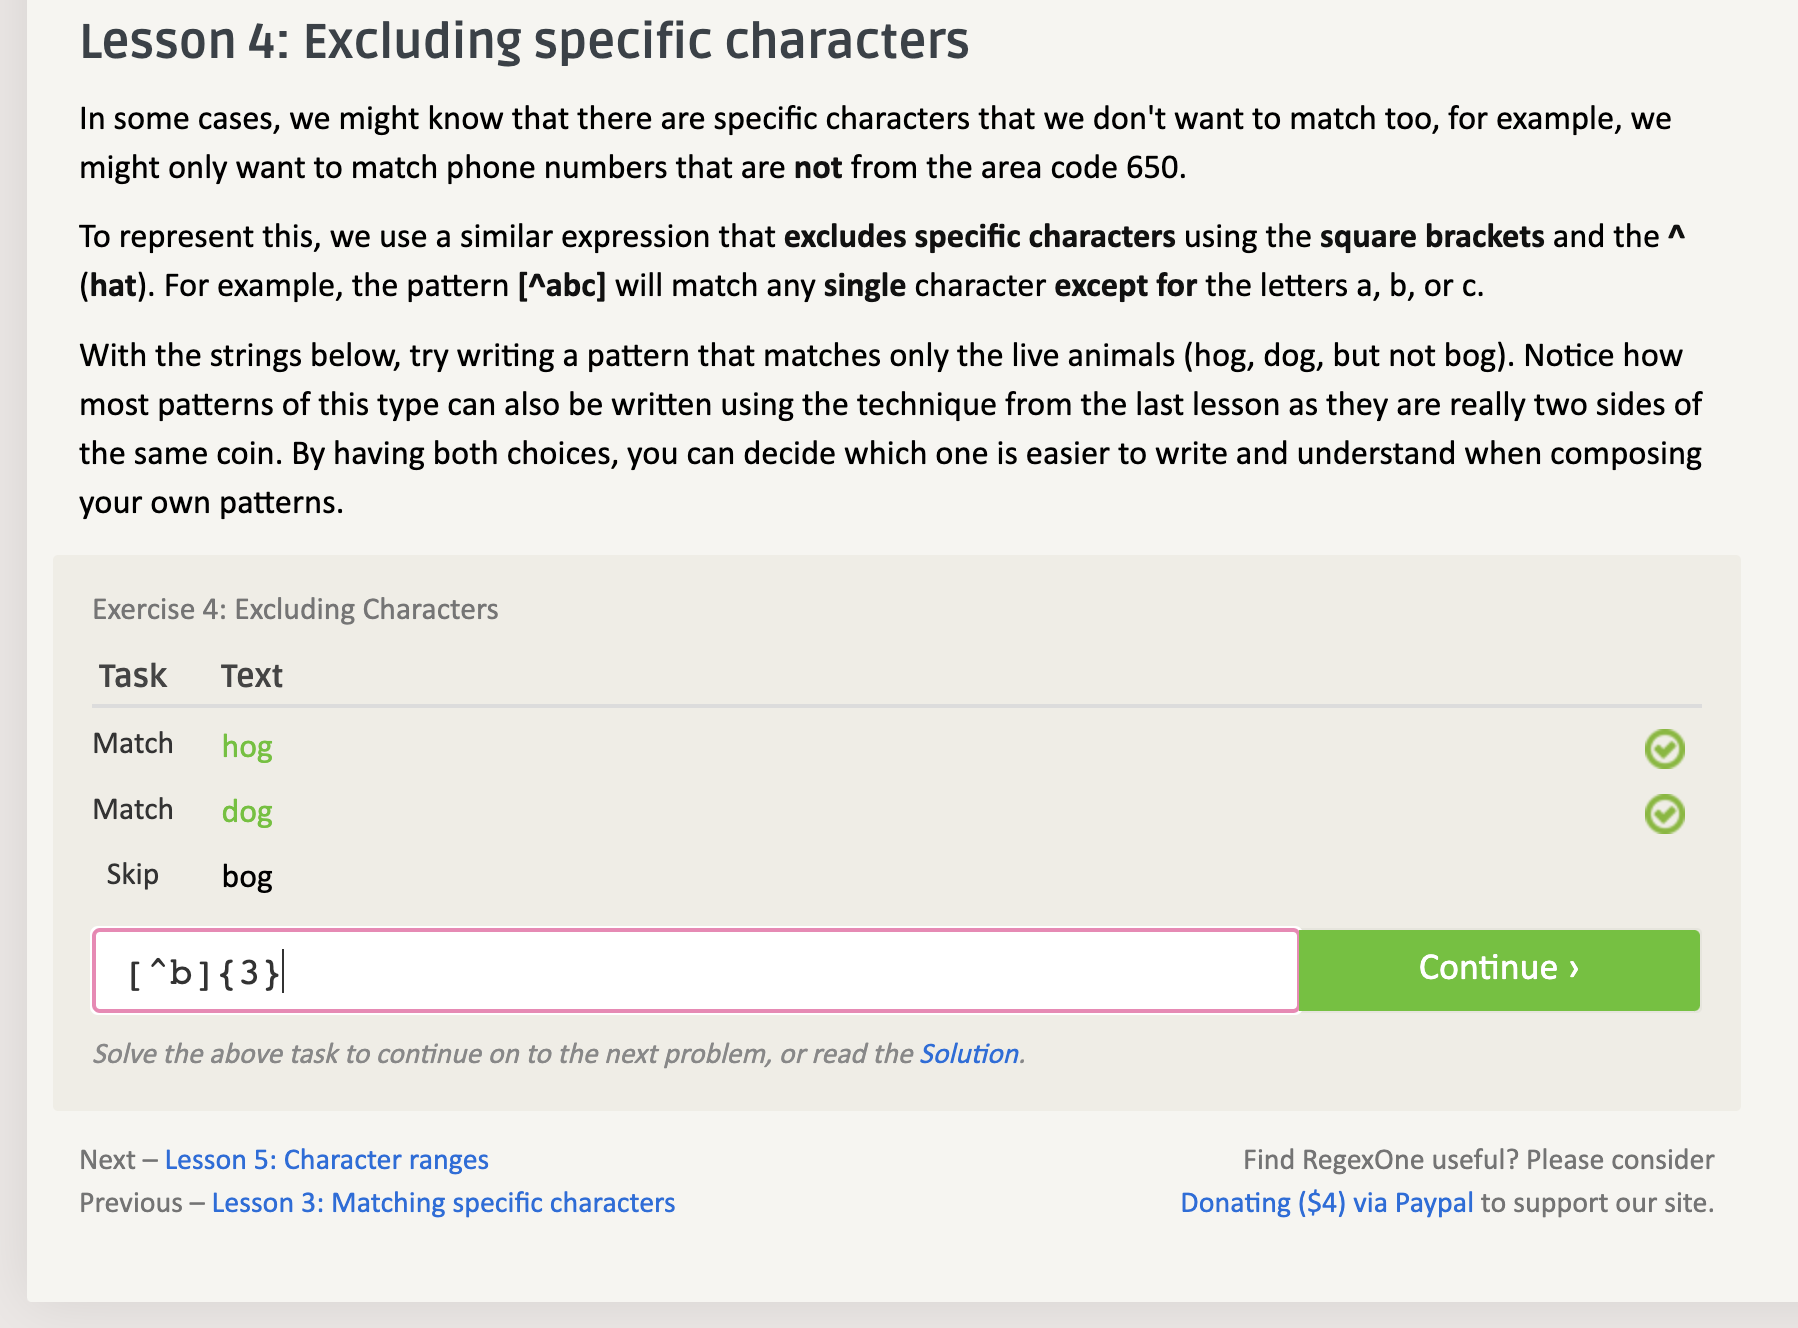 Lesson 4: Excluding specific characters
In some cases, we might know that there are specific characters that we don't want to match too, for example, we
might only want to match phone numbers that are not from the area code 650.
To represent this, we use a similar expression that excludes specific characters using the square brackets and the ^
(hat). For example, the pattern [^abc] will match any single character except for the letters a, b, or c.
With the strings below, try writing a pattern that matches only the live animals (hog, dog, but not bog). Notice how
most patterns of this type can also be written using the technique from the last lesson as they are really two sides of
the same coin. By having both choices, you can decide which one is easier to write and understand when composing
your own patterns.
Exercise 4: Excluding Characters
Task Text
Match hog
Match dog
Skip bog
[^b]{3}
Continue ›
Solve the above task to continue on to the next problem, or read the Solution.
Next – Lesson 5: Character ranges
Previous – Lesson 3: Matching specific characters
Find RegexOne useful? Please consider
Donating ($4) via Paypal to support our site.